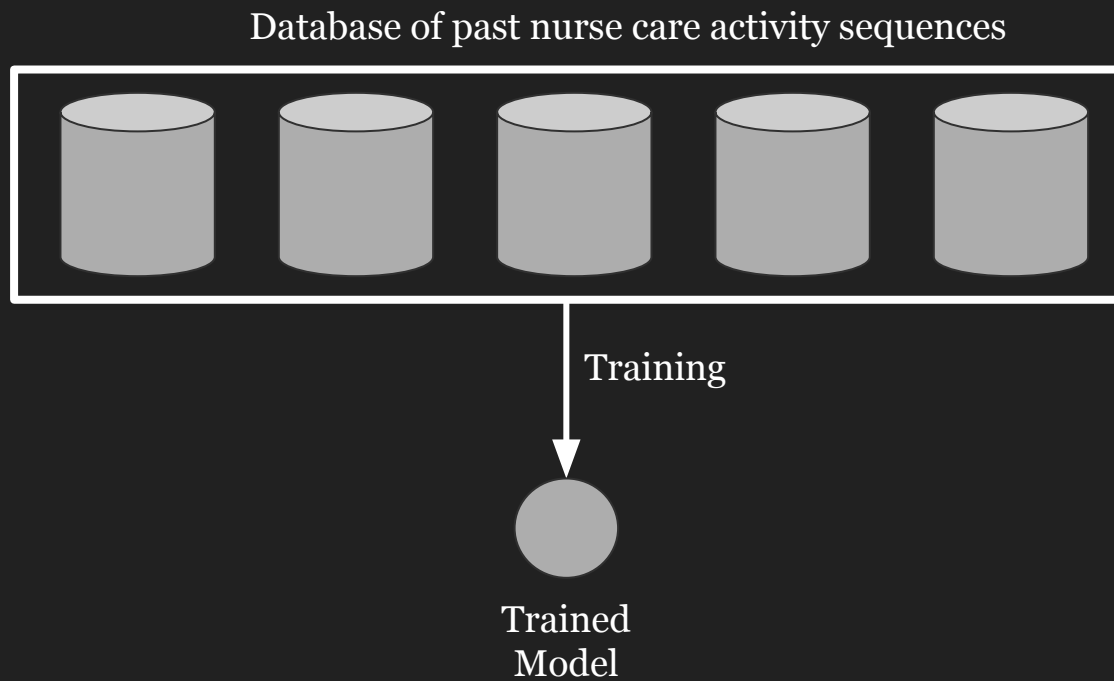 Database of past nurse care activity sequences
Training
Trained
Model